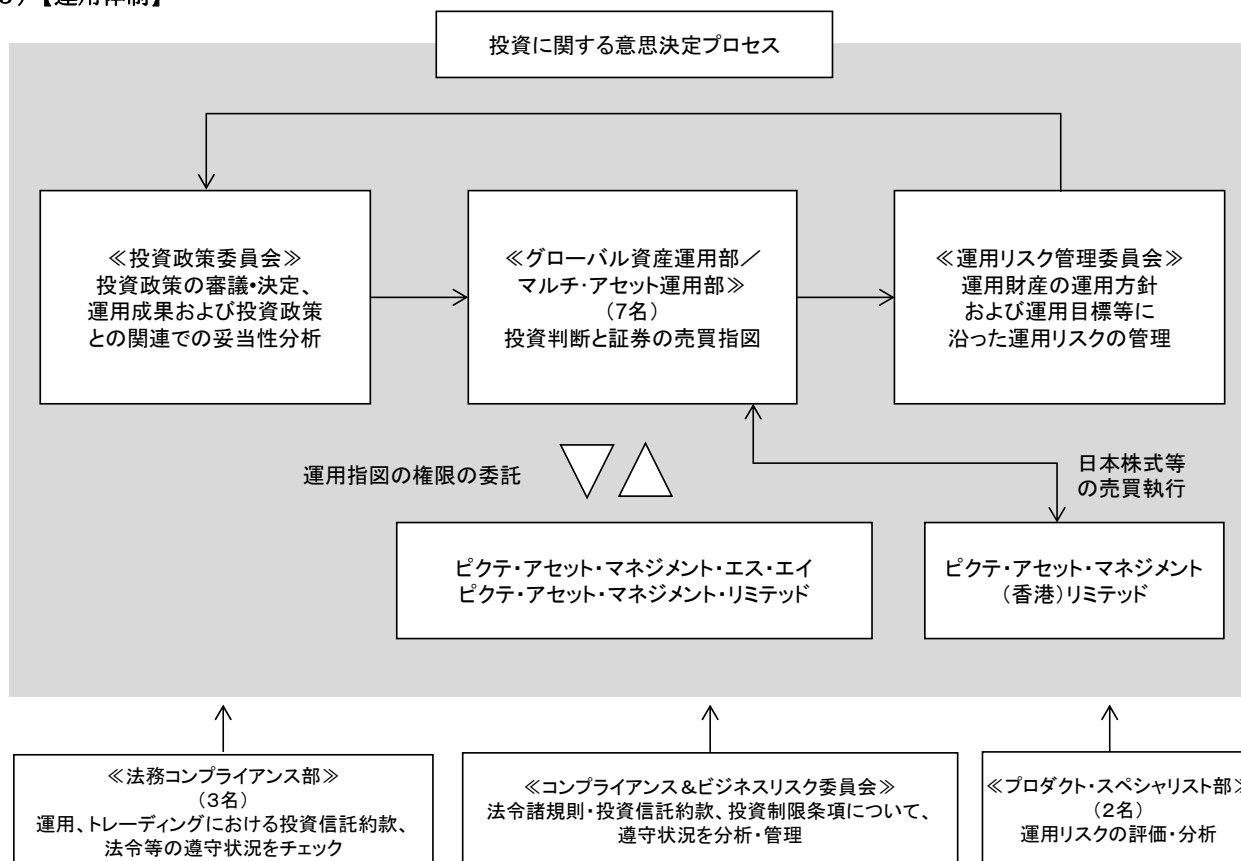 【運用体制】
投資に関する意思決定プロセス
≪投資政策委員会≫
投資政策の審議・決定、
運用成果および投資政策
との関連での妥当性分析
≪グローバル資産運用部／
マルチ・アセット運用部≫
（7名）
投資判断と証券の売買指図
≪運用リスク管理委員会≫
運用財産の運用方針
および運用目標等に
沿った運用リスクの管理
運用指図の権限の委託
日本株式等
の売買執行
ピクテ・アセット・マネジメント・エス・エイ
ピクテ・アセット・マネジメント・リミテッド
ピクテ・アセット・マネジメント
（香港）リミテッド
≪法務コンプライアンス部≫
（3名）
運用、トレーディングにおける投資信託約款、
法令等の遵守状況をチェック
≪コンプライアンス＆ビジネスリスク委員会≫
法令諸規則・投資信託約款、投資制限条項について、
遵守状況を分析・管理
≪プロダクト・スペシャリスト部≫
（2名）
運用リスクの評価・分析